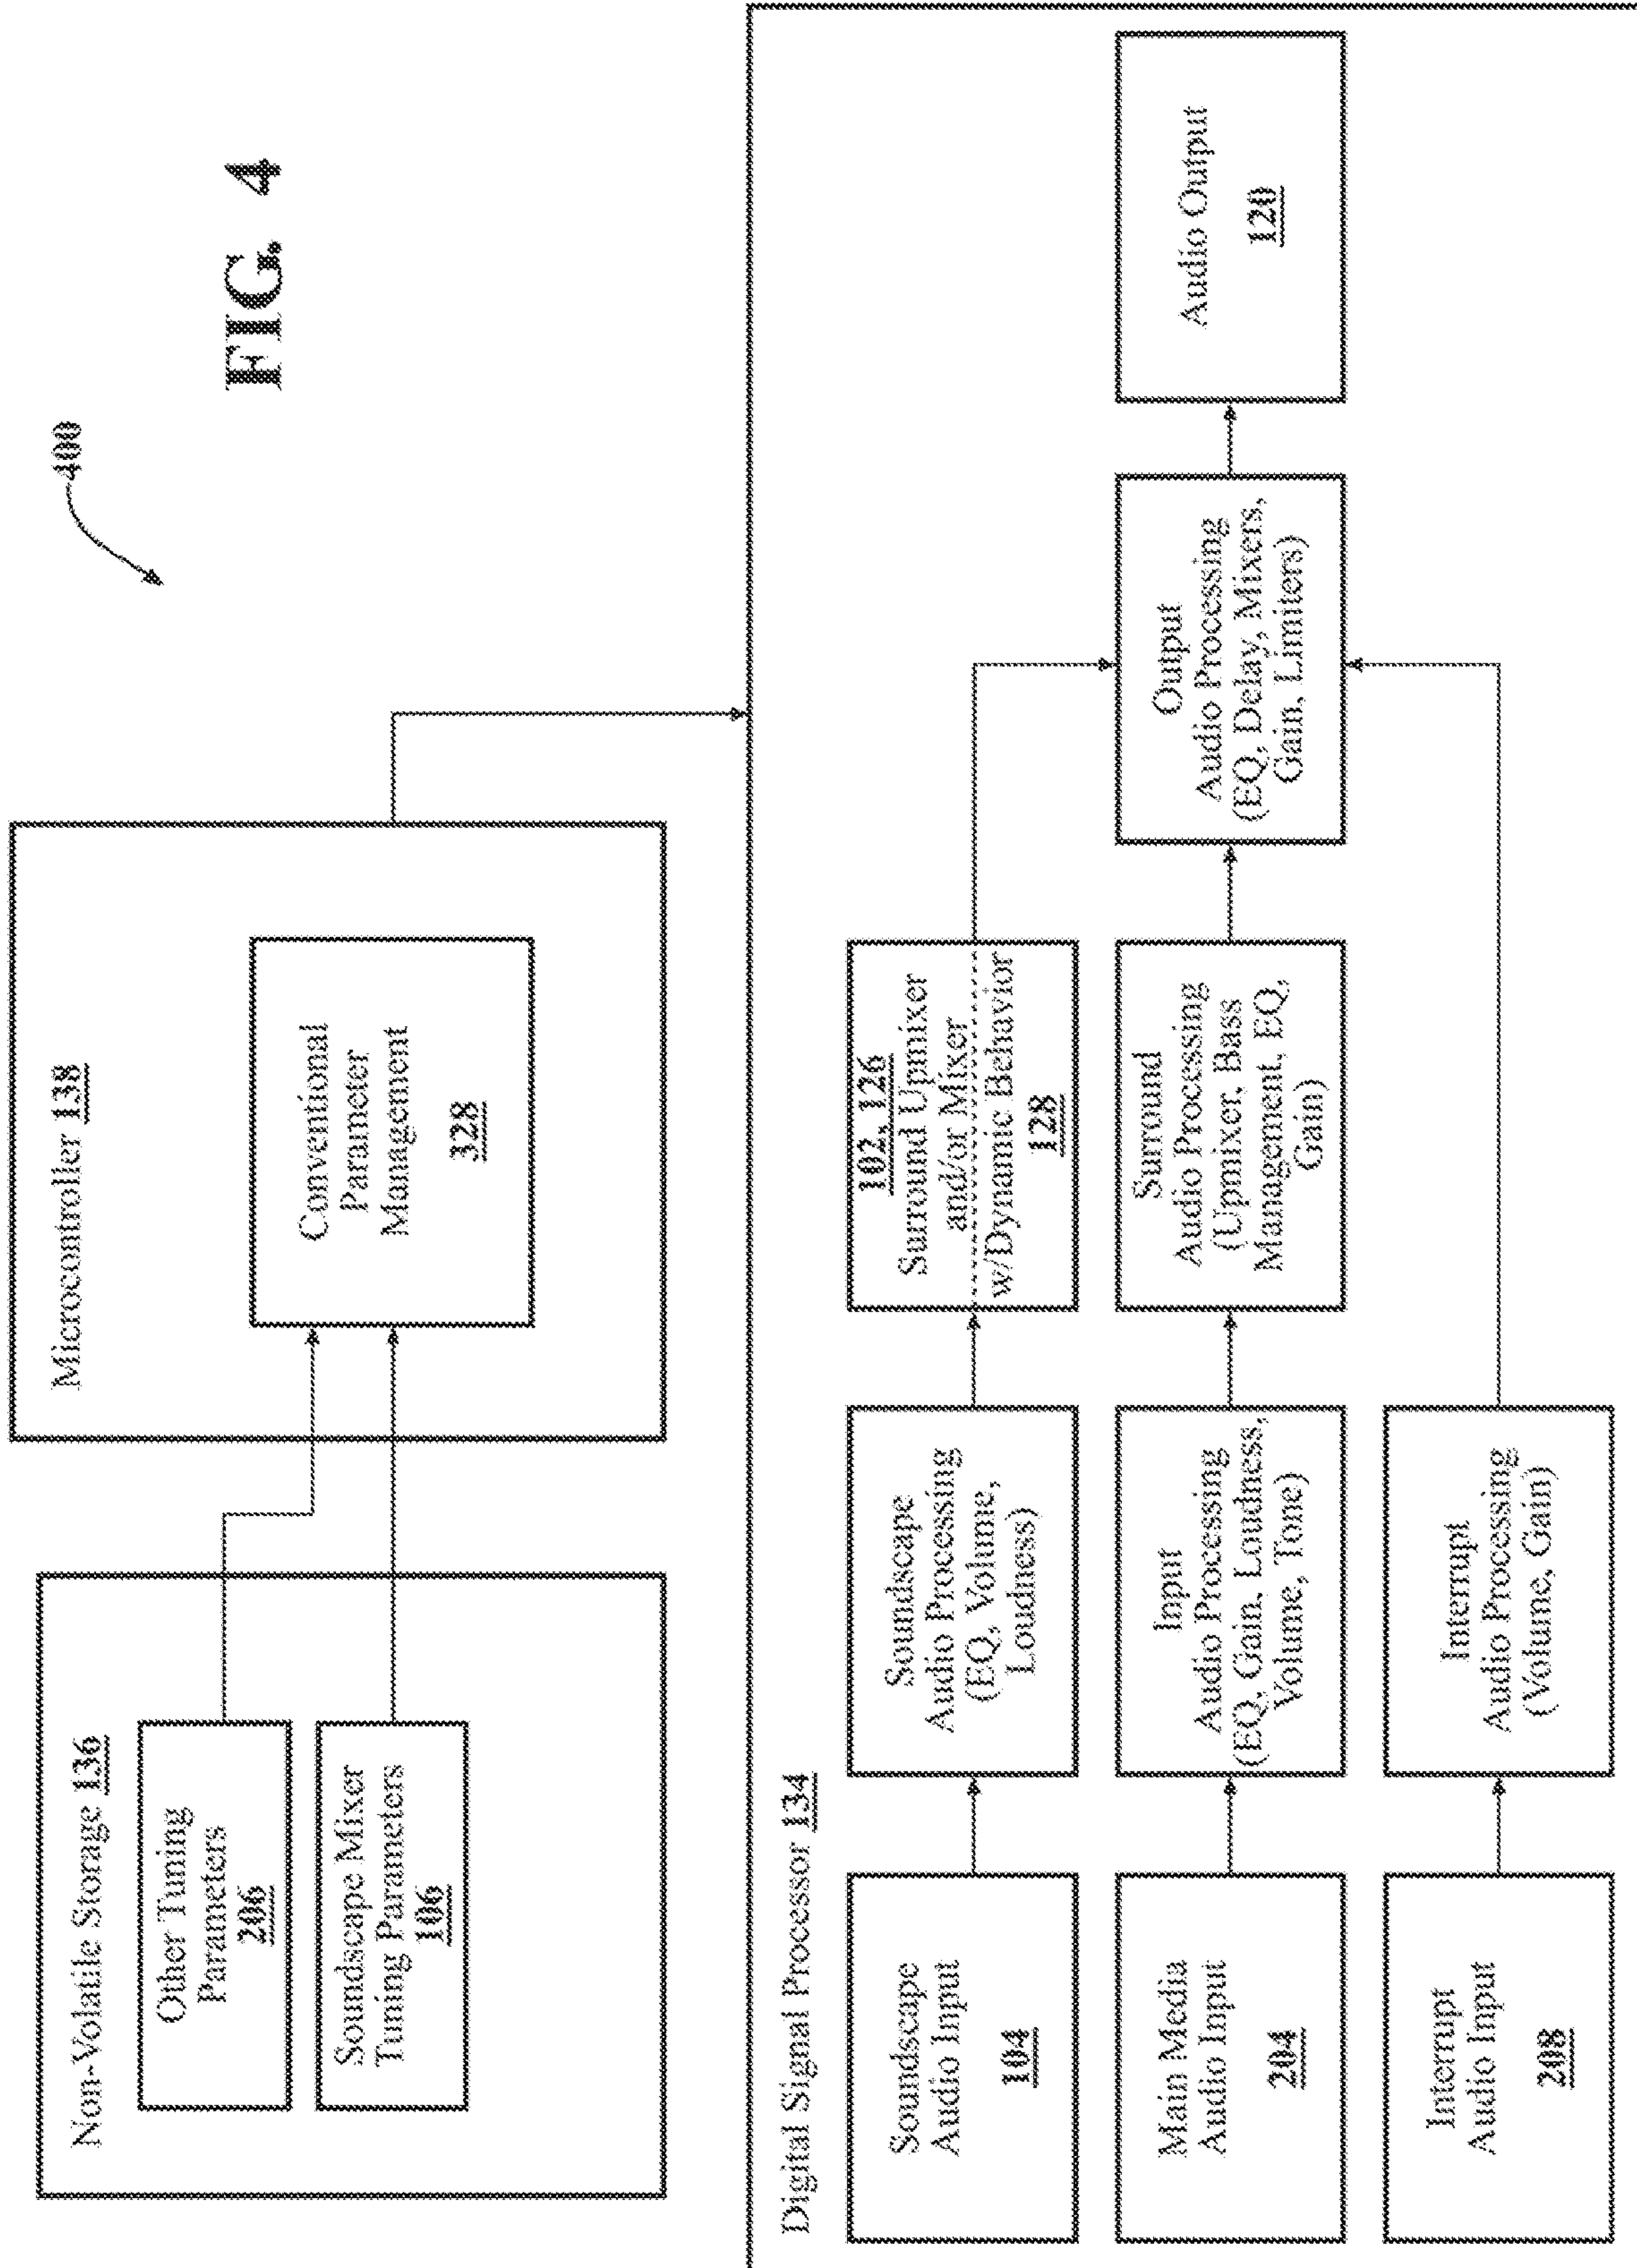 FIG. 4
400
Non-Volatile Storage 136
Other Tuning
Parameters
206
Soundscape Mixer
Tuning Parameters
106
Microcontroller 138
Conventional
Parameter
Management
328
Digital Signal Processor 134
Soundscape
Audio Input
104
Soundscape
Audio Processing
(EQ, Volume,
Loudness)
102, 126
Surround Upmixer
and/or Mixer
w/Dynamic Behavior
128
Main Media
Audio Input
204
Input
Audio Processing
(EQ, Gain, Loudness,
Volume, Tone)
Surround
Audio Processing
(Upmixer, Bass
Management, EQ,
Gain)
Output
Audio Processing
(EQ, Delay, Mixers,
Gain, Limiters)
Audio Output
120
Interrupt
Audio Input
208
Interrupt
Audio Processing
(Volume, Gain)